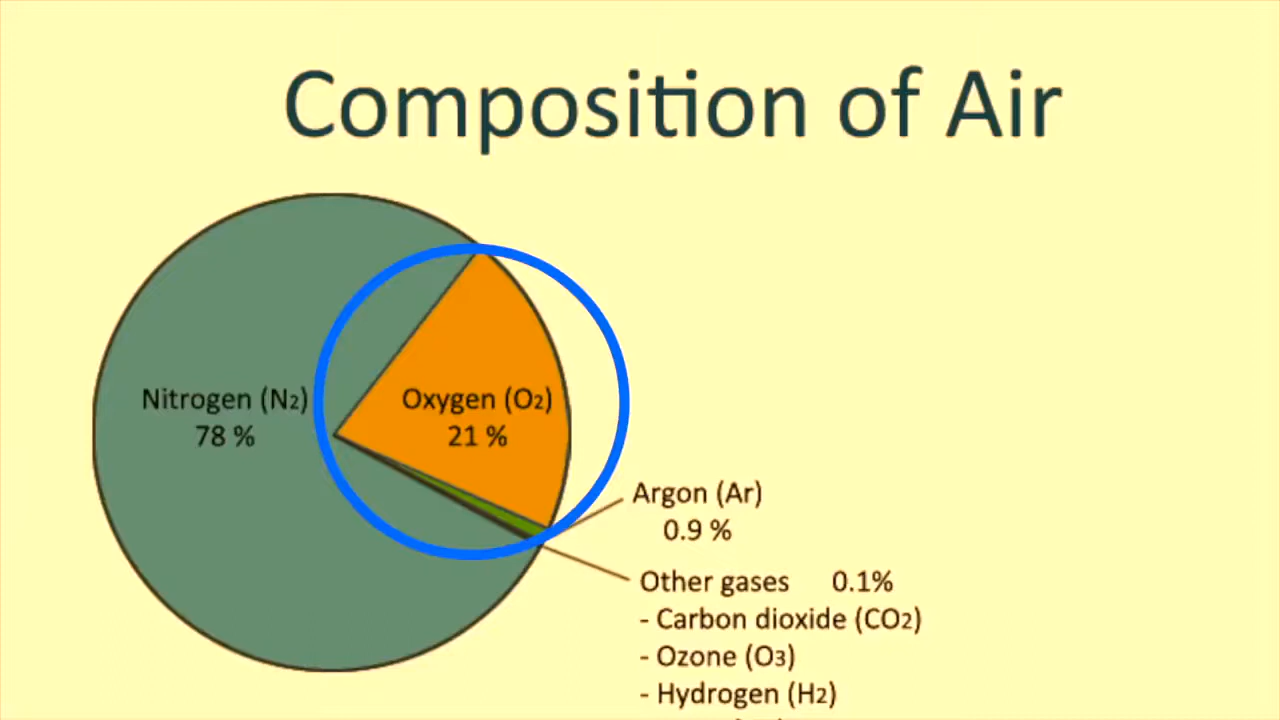 Composition of Air
Nitrogen (N₂)
78 %
Oxygen (O₂)
21 %
Argon (Ar)
0.9 %
Other gases 0.1%
- Carbon dioxide (CO₂)
- Ozone (O₃)
- Hydrogen (H₂)